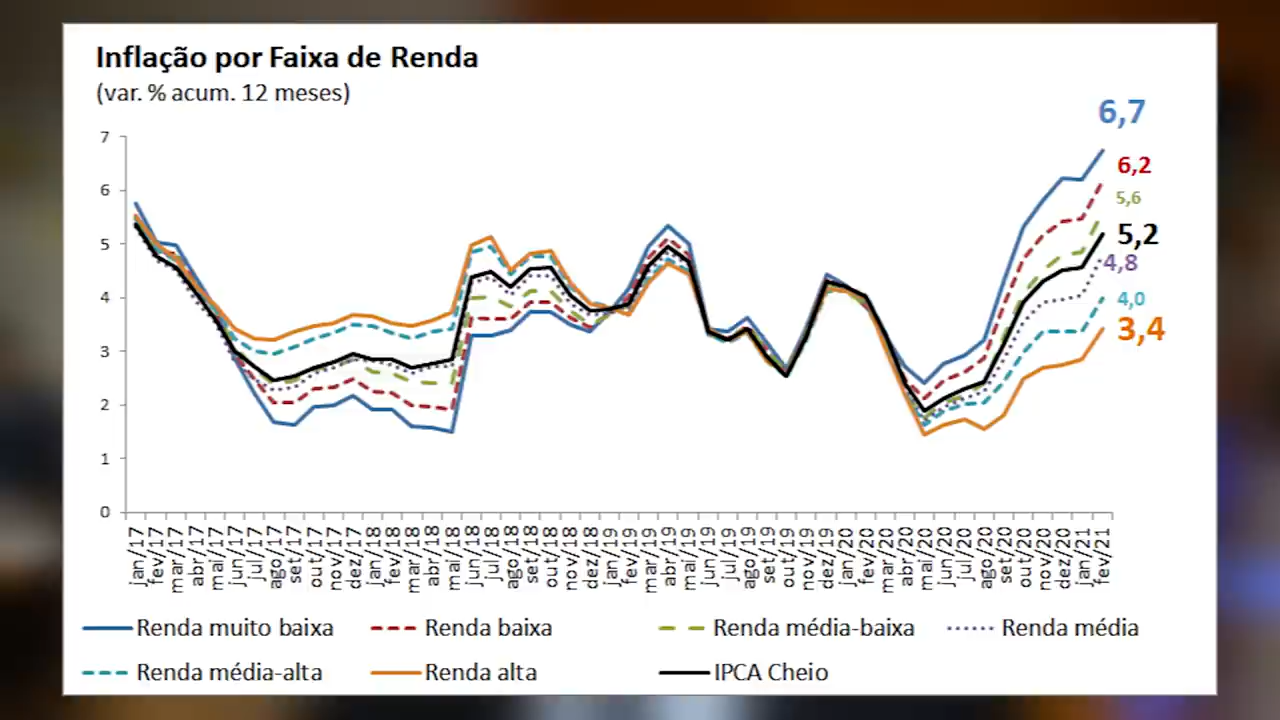 Inflação por Faixa de Renda
(var. % acum. 12 meses)
6,7
6,2
5,6
5,2
4,8
4,0
3,4
7
6
5
4
3
2
1
0
jan/17
fev/17
mar/17
abr/17
mai/17
jun/17
jul/17
ago/17
set/17
out/17
nov/17
dez/17
jan/18
fev/18
mar/18
abr/18
mai/18
jun/18
jul/18
ago/18
set/18
out/18
nov/18
dez/18
jan/19
fev/19
mar/19
abr/19
mai/19
jun/19
jul/19
ago/19
set/19
out/19
nov/19
dez/19
jan/20
fev/20
mar/20
abr/20
mai/20
jun/20
jul/20
ago/20
set/20
out/20
nov/20
dez/20
jan/21
fev/21
Renda muito baixa
Renda baixa
Renda média-baixa
Renda média
Renda média-alta
Renda alta
IPCA Cheio